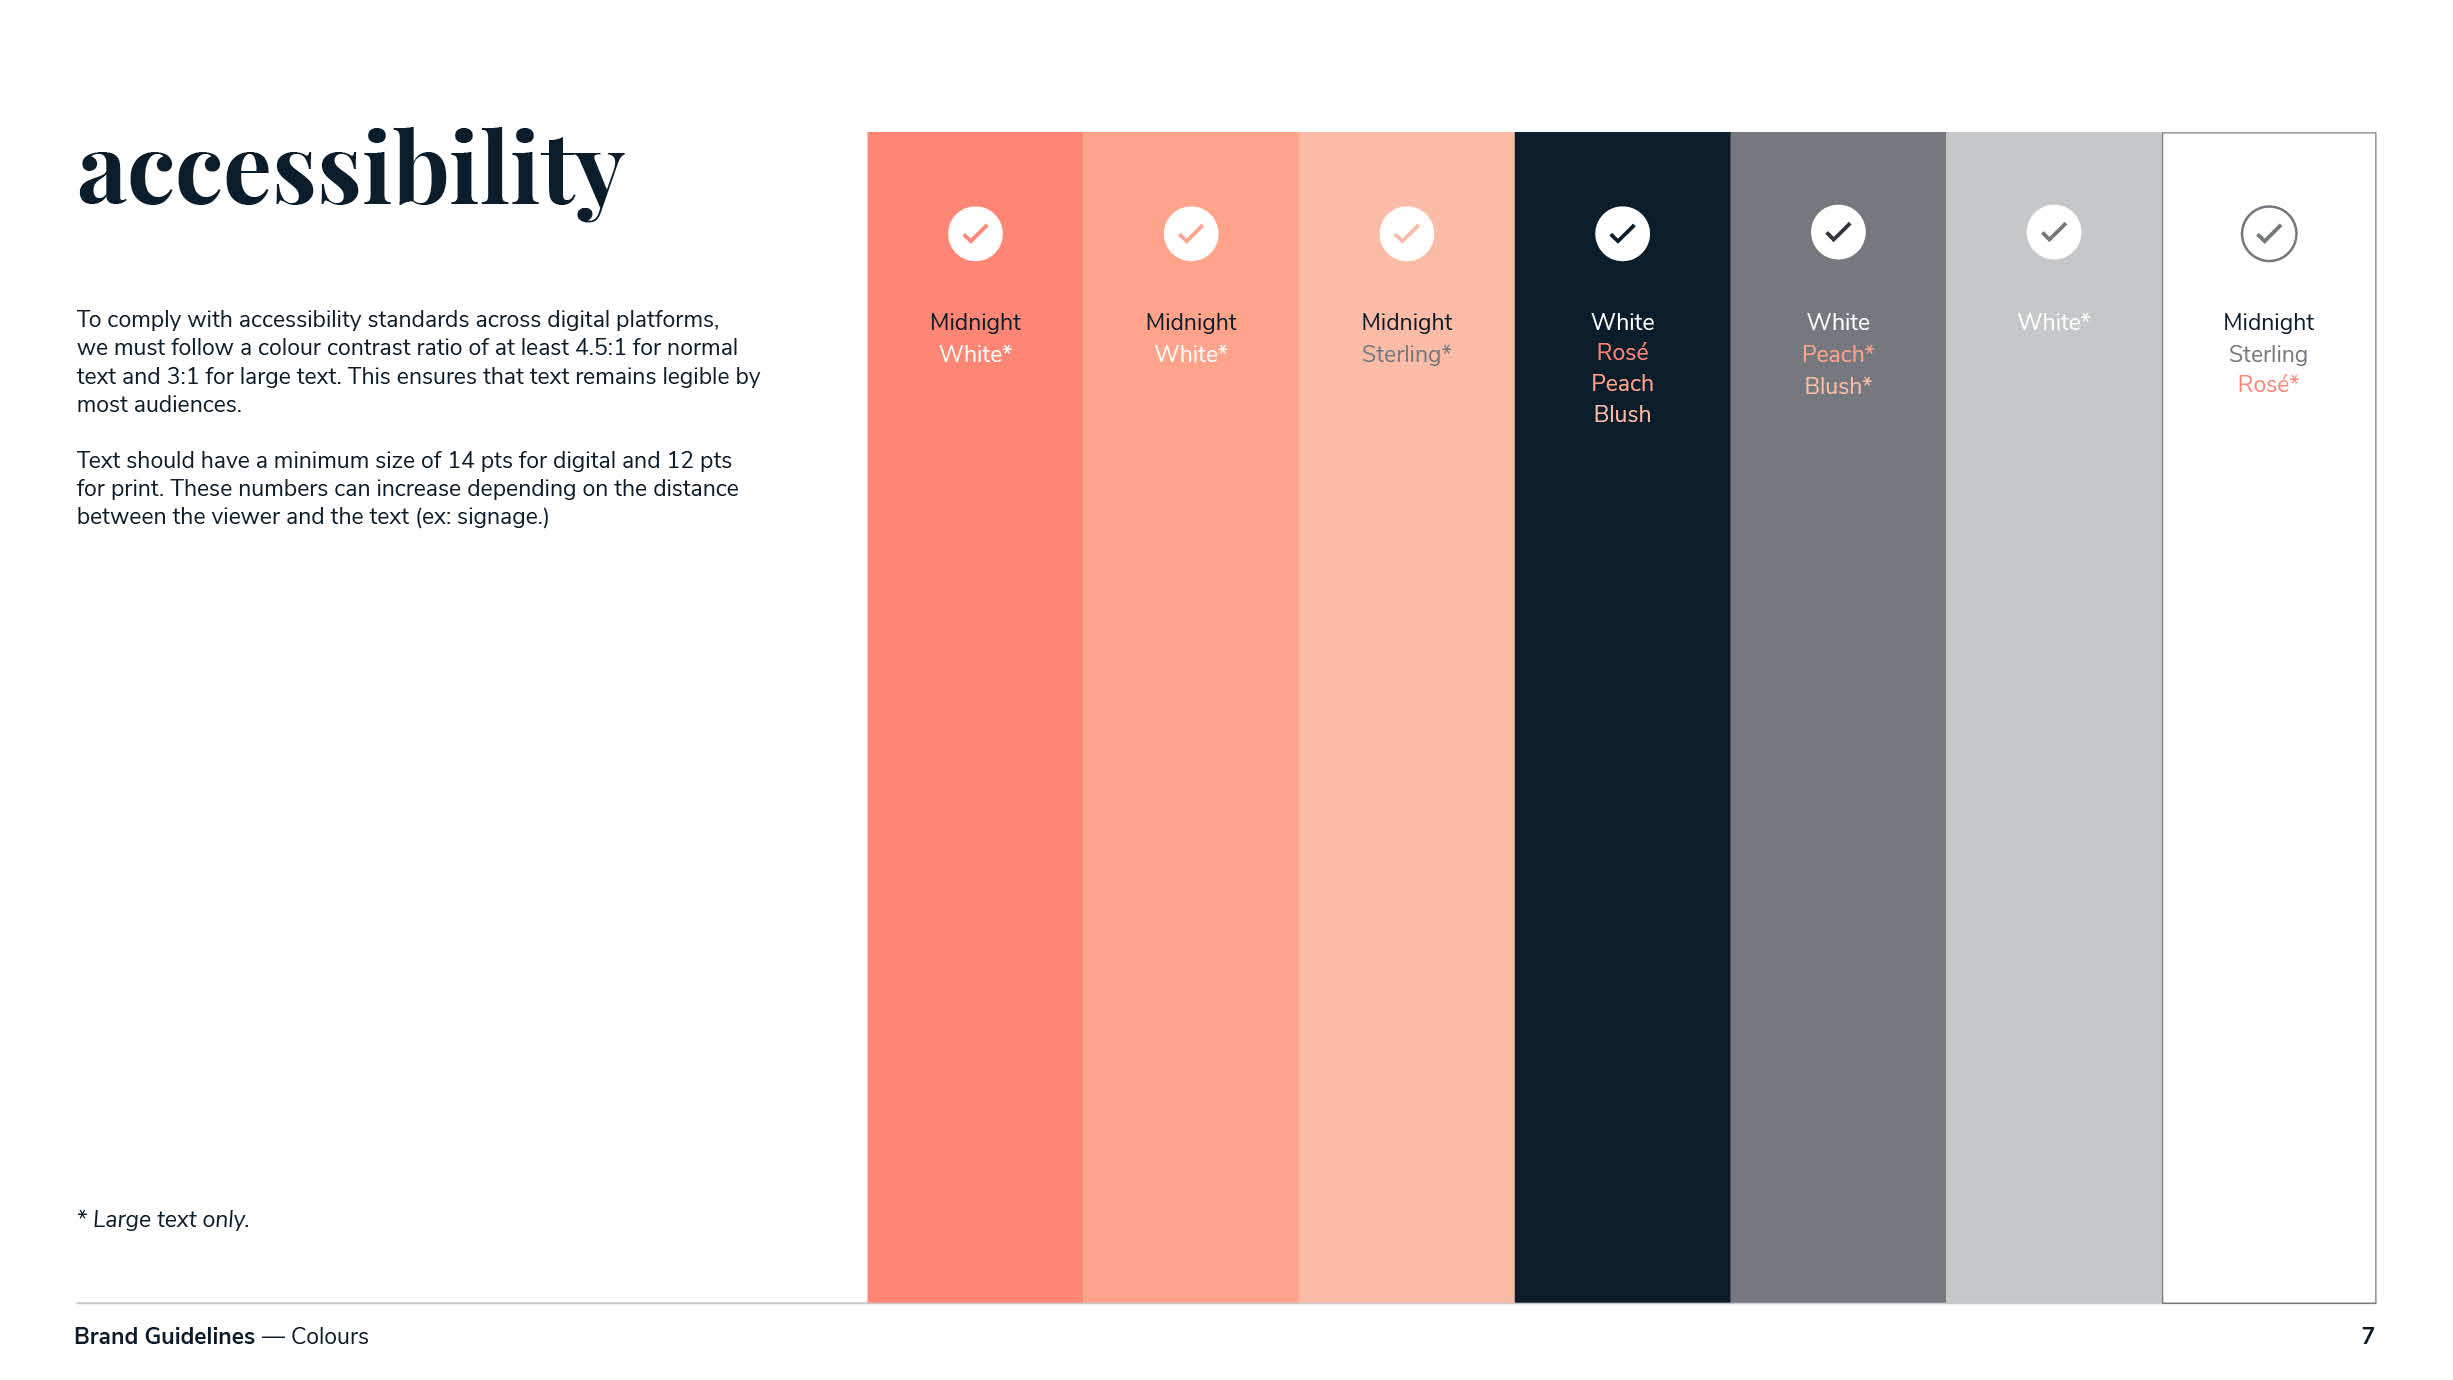 accessibility
To comply with accessibility standards across digital platforms,
we must follow a colour contrast ratio of at least 4.5:1 for normal
text and 3:1 for large text. This ensures that text remains legible by
most audiences.
Text should have a minimum size of 14 pts for digital and 12 pts
for print. These numbers can increase depending on the distance
between the viewer and the text (ex: signage.)
* Large text only.
Midnight
White*
Midnight
White*
Midnight
Sterling*
White
Rosé
Peach
Blush
White
Peach*
Blush*
White*
Midnight
Sterling
Rosé*
Brand Guidelines — Colours
7